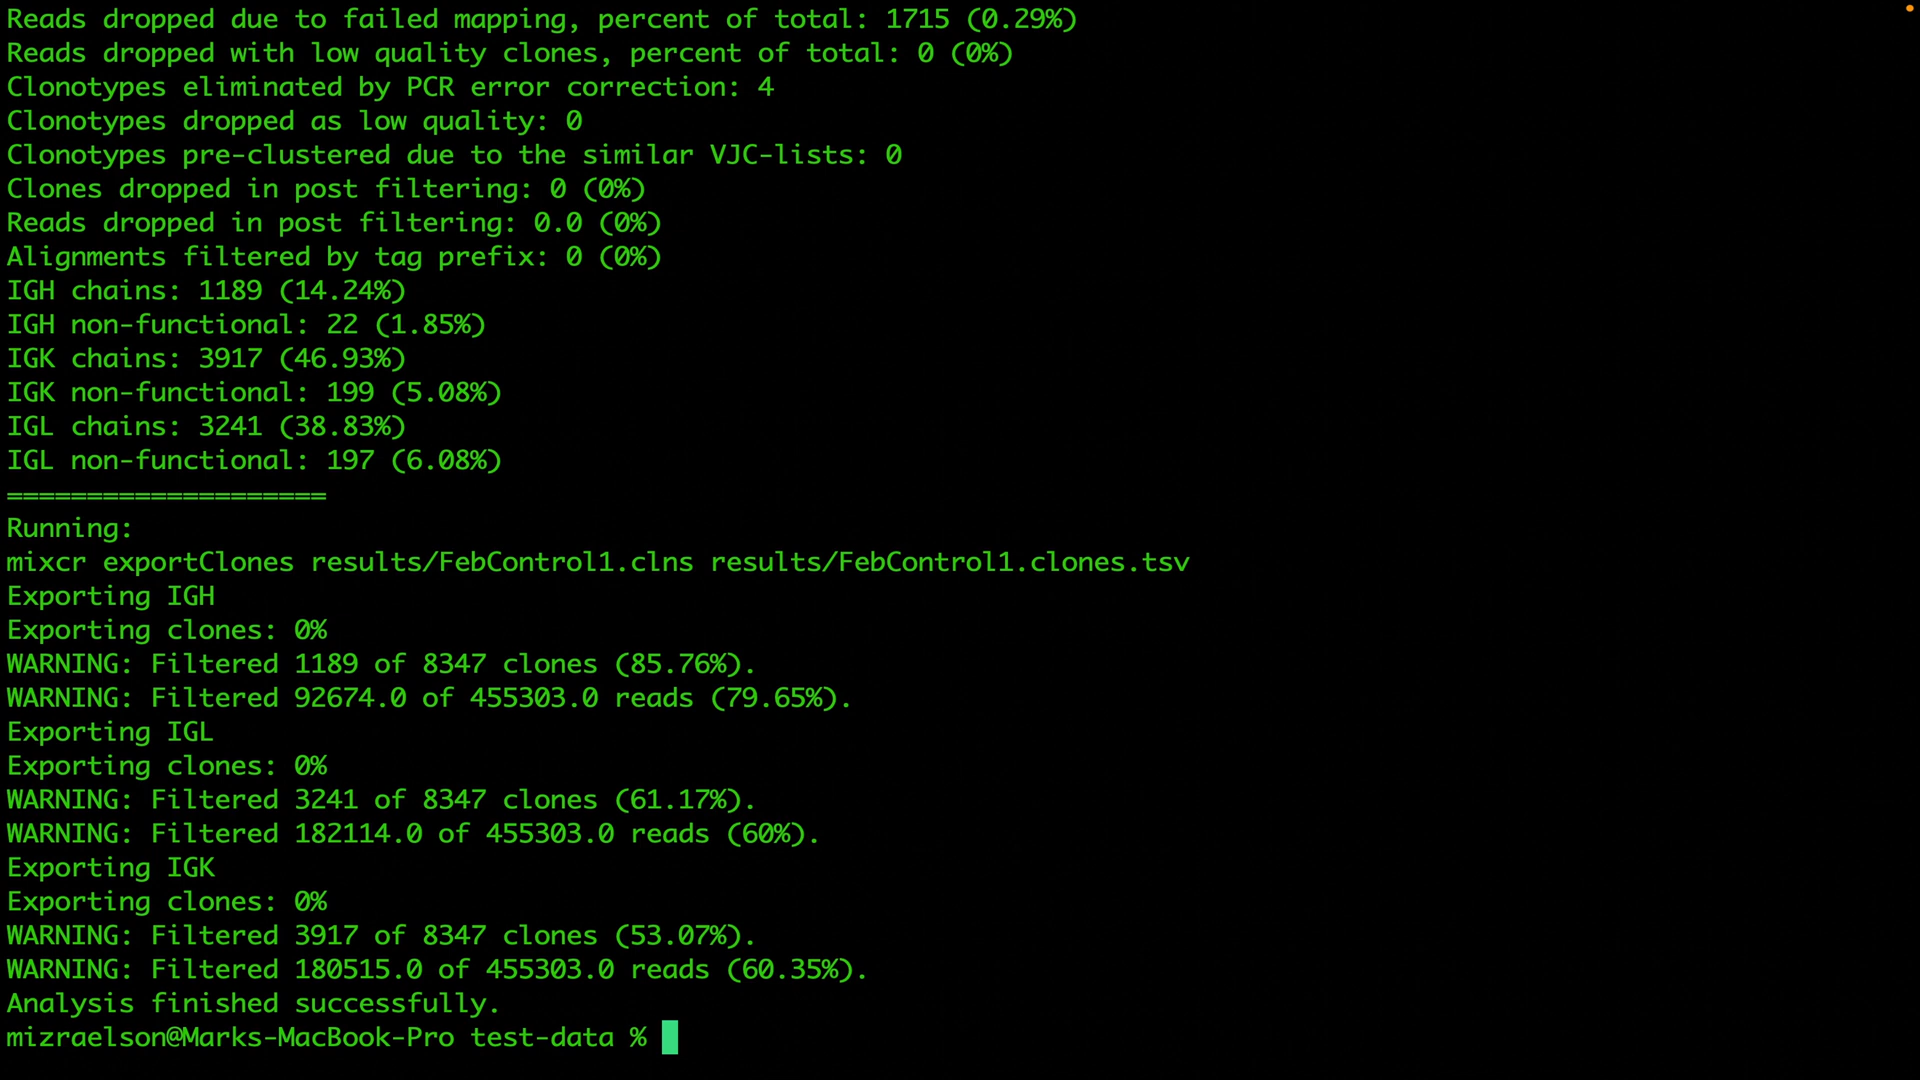 Reads dropped due to failed mapping, percent of total: 1715 (0.29%)
Reads dropped with low quality clones, percent of total: 0 (0%)
Clonotypes eliminated by PCR error correction: 4
Clonotypes dropped as low quality: 0
Clonotypes pre-clustered due to the similar VJC-lists: 0
Clones dropped in post filtering: 0 (0%)
Reads dropped in post filtering: 0.0 (0%)
Alignments filtered by tag prefix: 0 (0%)
IGH chains: 1189 (14.24%)
IGH non-functional: 22 (1.85%)
IGK chains: 3917 (46.93%)
IGK non-functional: 199 (5.08%)
IGL chains: 3241 (38.83%)
IGL non-functional: 197 (6.08%)
====================
Running:
mixcr exportClones results/FebControl1.clns results/FebControl1.clones.tsv
Exporting IGH
Exporting clones: 0%
WARNING: Filtered 1189 of 8347 clones (85.76%).
WARNING: Filtered 92674.0 of 455303.0 reads (79.65%).
Exporting IGL
Exporting clones: 0%
WARNING: Filtered 3241 of 8347 clones (61.17%).
WARNING: Filtered 182114.0 of 455303.0 reads (60%).
Exporting IGK
Exporting clones: 0%
WARNING: Filtered 3917 of 8347 clones (53.07%).
WARNING: Filtered 180515.0 of 455303.0 reads (60.35%).
Analysis finished successfully.
mizraelson@Marks-MacBook-Pro test-data %